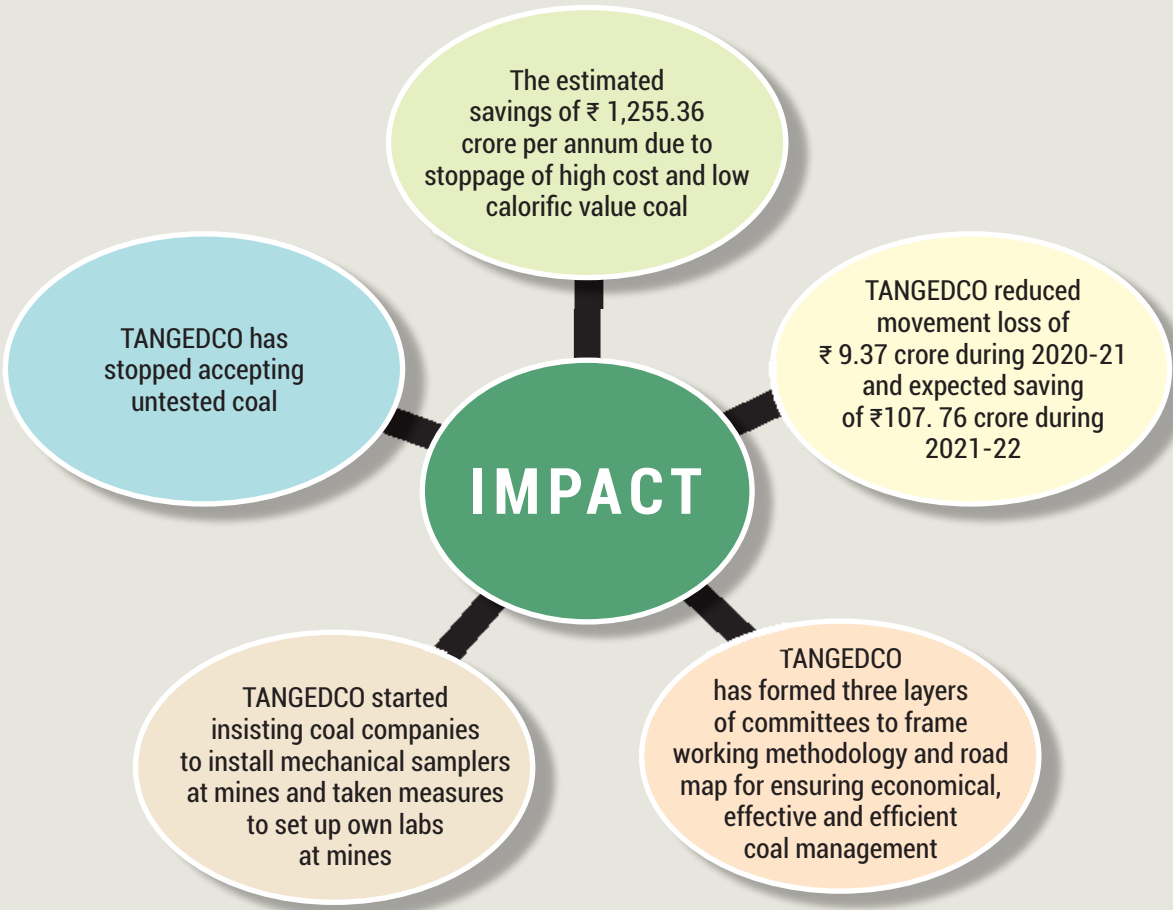 The estimated
savings of ₹ 1,255.36
crore per annum due to
stoppage of high cost and low
calorific value coal
TANGEDCO has
stopped accepting
untested coal
TANGEDCO reduced
movement loss of
₹ 9.37 crore during 2020-21
and expected saving
of ₹107. 76 crore during
2021-22
IMPACT
TANGEDCO started
insisting coal companies
to install mechanical samplers
at mines and taken measures
to set up own labs
at mines
TANGEDCO
has formed three layers
of committees to frame
working methodology and road
map for ensuring economical,
effective and efficient
coal management